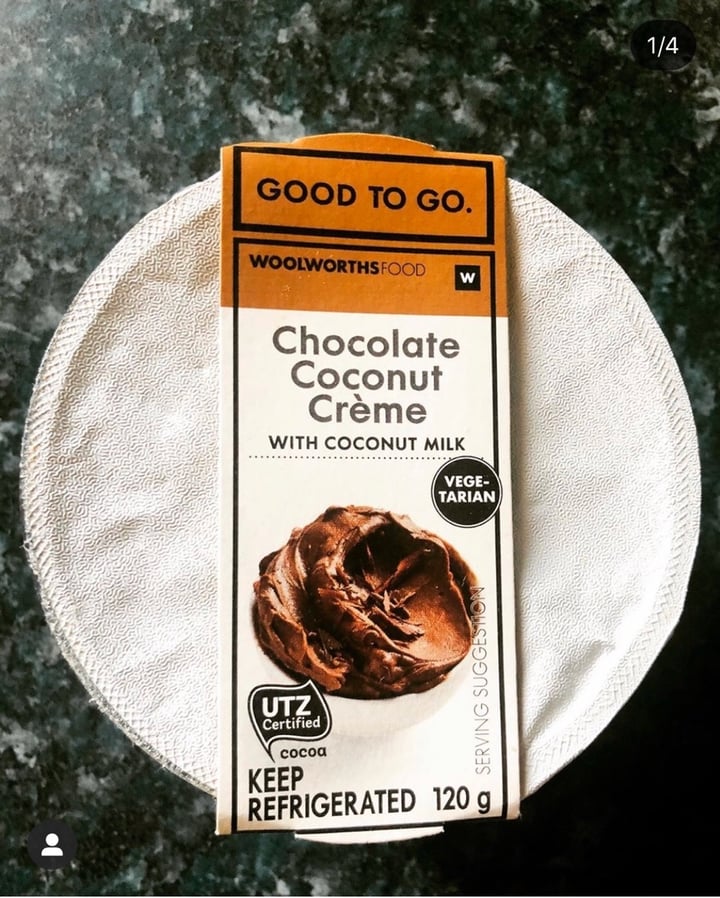 1/4
GOOD TO GO.
WOOLWORTHSFOOD
W
Chocolate
Coconut
Crème
WITH COCONUT MILK
VEGE-
TARIAN
SERVING SUGGESTION
UTZ
Certified
cocoa
KEEP
REFRIGERATED 120 g